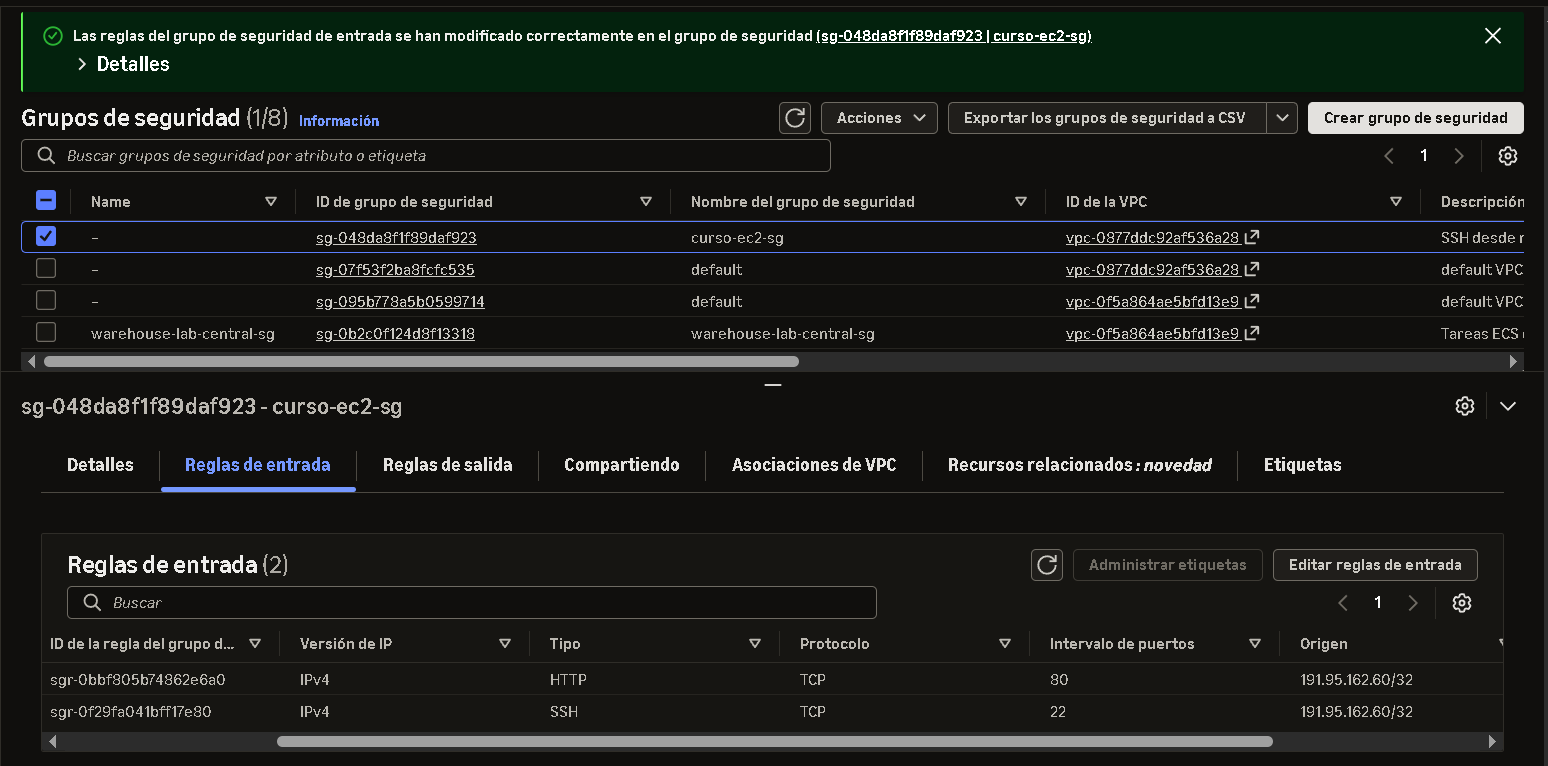 Las reglas del grupo de seguridad de entrada se han modificado correctamente en el grupo de seguridad (sg-048da8f1f89daf923 | curso-ec2-sg)
Detalles
Grupos de seguridad (1/8) Información
Acciones
Exportar los grupos de seguridad a CSV
Crear grupo de seguridad
Buscar grupos de seguridad por atributo o etiqueta
1
Name ID de grupo de seguridad Nombre del grupo de seguridad ID de la VPC Descripción
– sg-048da8f1f89daf923 curso-ec2-sg vpc-0877ddc92af536a28 SSH desde
– sg-07f53f2ba8fcfc535 default vpc-0877ddc92af536a28 default VPC
– sg-095b778a5b0599714 default vpc-0f5a864ae5bfd13e9 default VPC
warehouse-lab-central-sg sg-0b2c0f124d8f13318 warehouse-lab-central-sg vpc-0f5a864ae5bfd13e9 Tareas ECS
sg-048da8f1f89daf923 - curso-ec2-sg
Detalles Reglas de entrada Reglas de salida Compartiendo Asociaciones de VPC Recursos relacionados : novedad Etiquetas
Reglas de entrada (2)
Administrar etiquetas
Editar reglas de entrada
Buscar
1
ID de la regla del grupo d... Versión de IP Tipo Protocolo Intervalo de puertos Origen
sgr-0bbf805b74862e6a0 IPv4 HTTP TCP 80 191.95.162.60/32
sgr-0f29fa041bff17e80 IPv4 SSH TCP 22 191.95.162.60/32